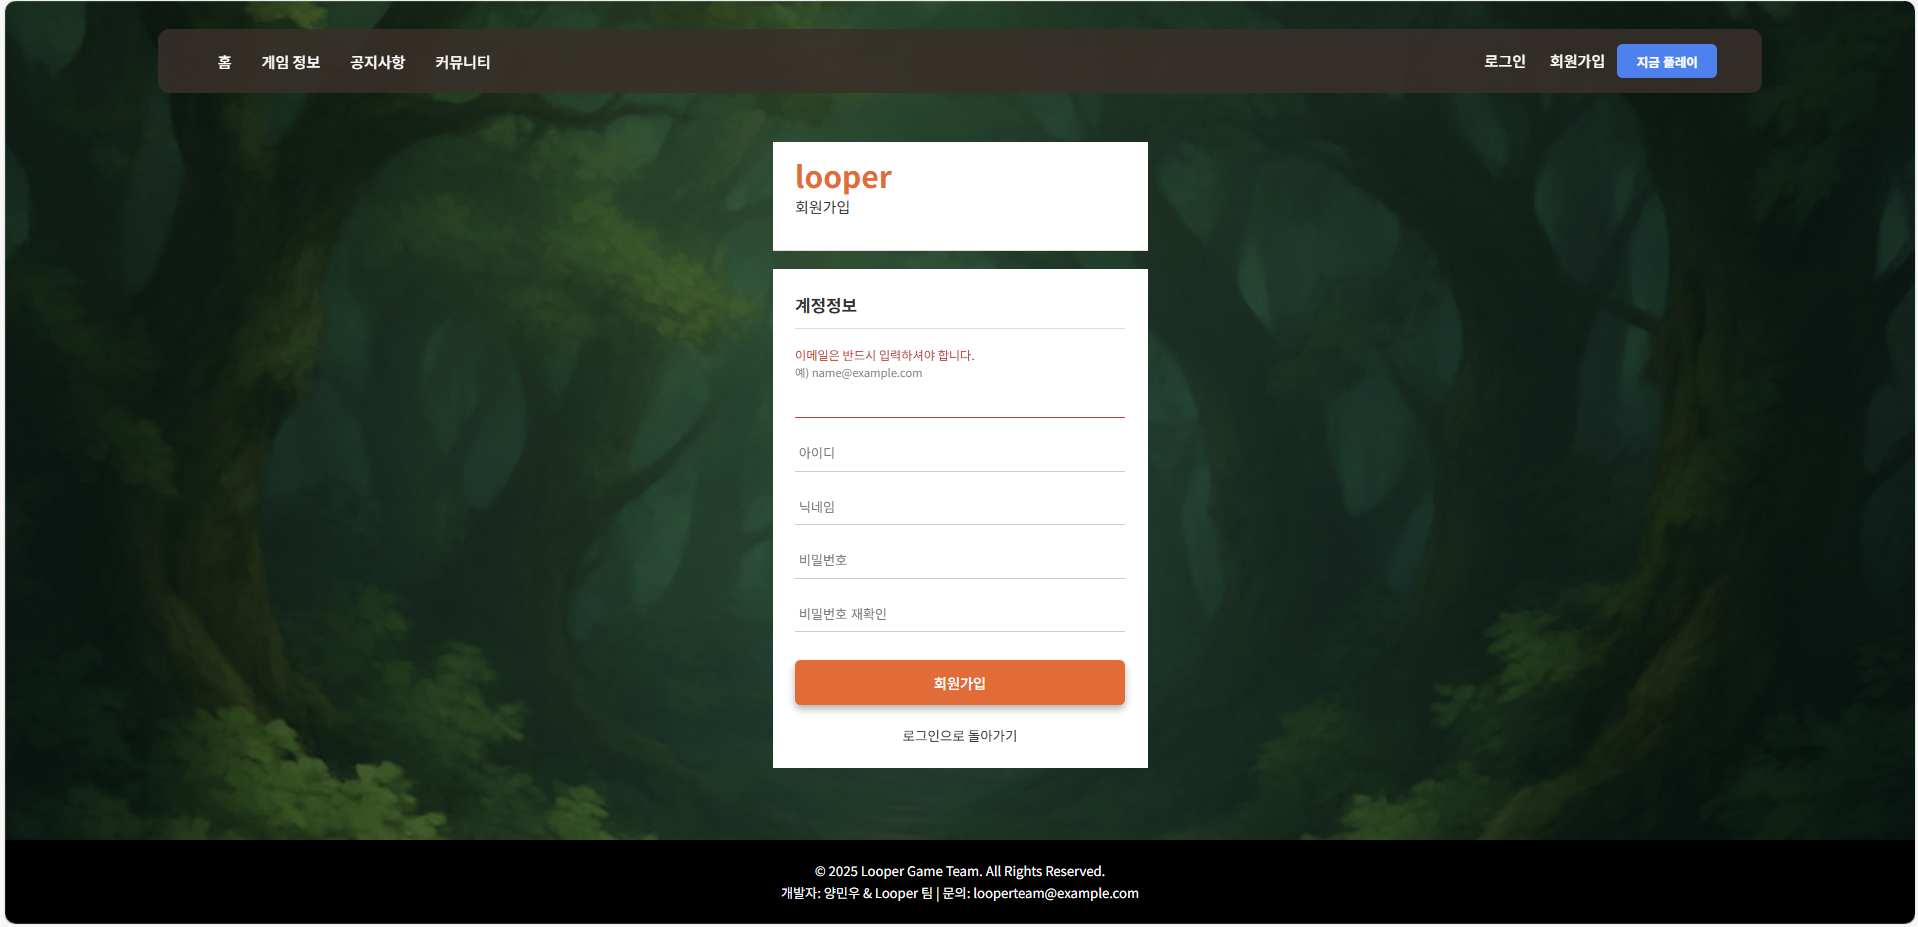 홈 게임 정보 공지사항 커뮤니티 로그인 회원가입 지금 플레이
looper
회원가입
계정정보
이메일은 반드시 입력하셔야 합니다.
예) name@example.com
아이디
닉네임
비밀번호
비밀번호 재확인
회원가입
로그인으로 돌아가기
© 2025 Looper Game Team. All Rights Reserved.
개발자: 양민우 & Looper 팀 | 문의: looperteam@example.com